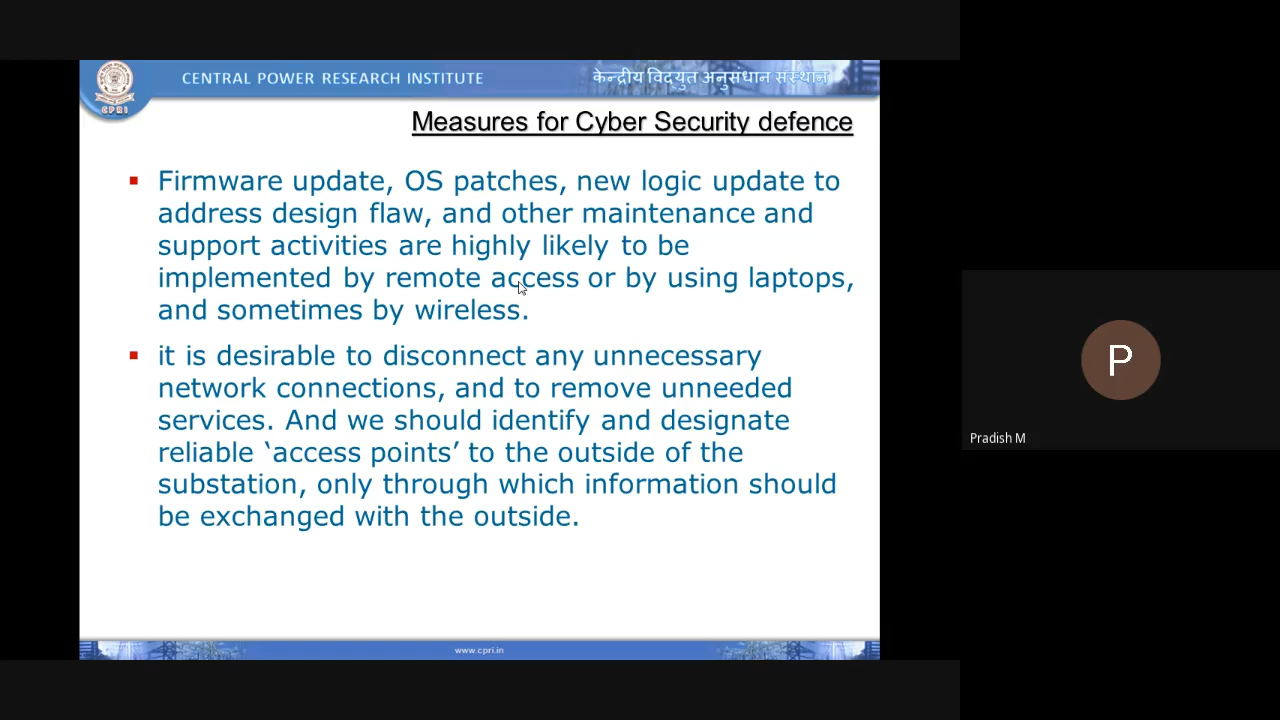 CENTRAL POWER RESEARCH INSTITUTE
केन्द्रीय विद्युत अनुसंधान संस्थान
CPRI
Measures for Cyber Security defence
Firmware update, OS patches, new logic update to
address design flaw, and other maintenance and
support activities are highly likely to be
implemented by remote access or by using laptops,
and sometimes by wireless.
it is desirable to disconnect any unnecessary
network connections, and to remove unneeded
services. And we should identify and designate
reliable ‘access points’ to the outside of the
substation, only through which information should
be exchanged with the outside.
www.cpri.in
P
Pradish M